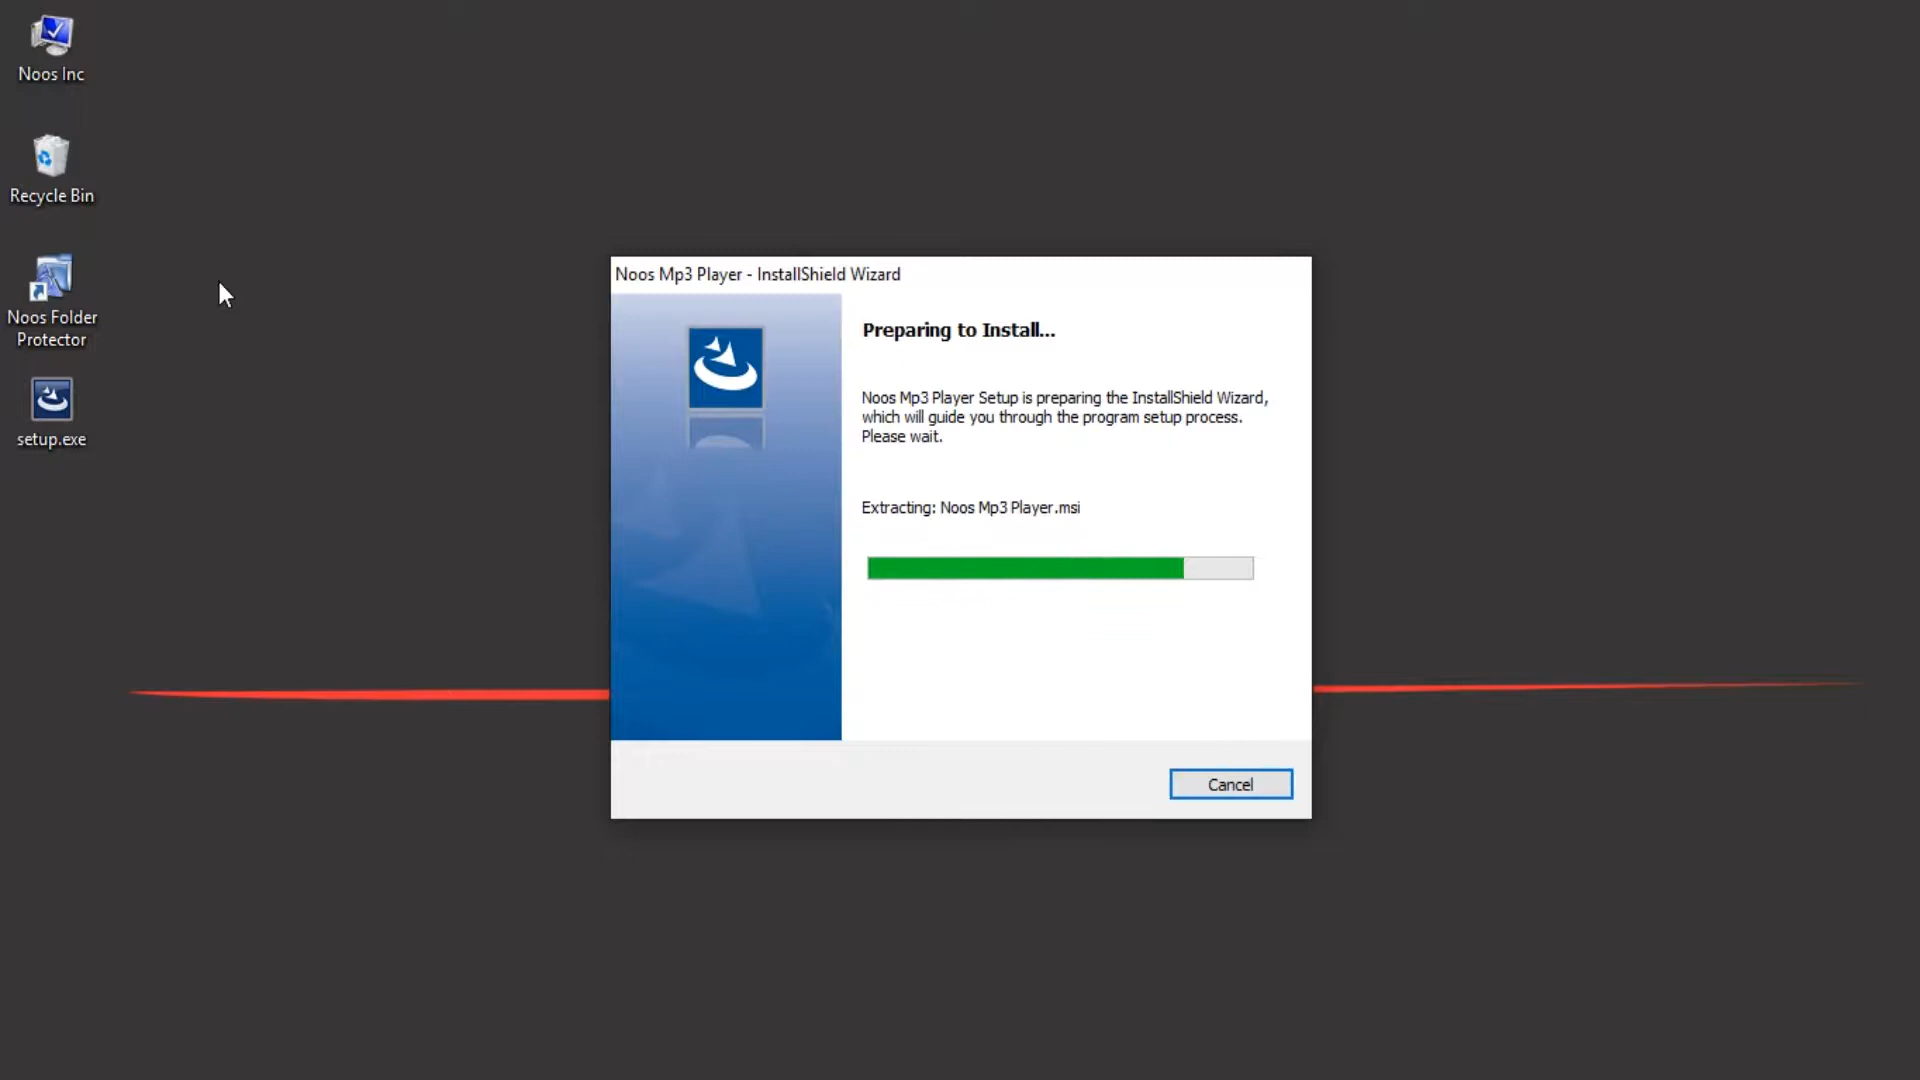 Noos Inc
Recycle Bin
Noos Folder
Protector
setup.exe
Noos Mp3 Player - InstallShield Wizard
Preparing to Install...
Noos Mp3 Player Setup is preparing the InstallShield Wizard,
which will guide you through the program setup process.
Please wait.
Extracting: Noos Mp3 Player.msi
Cancel